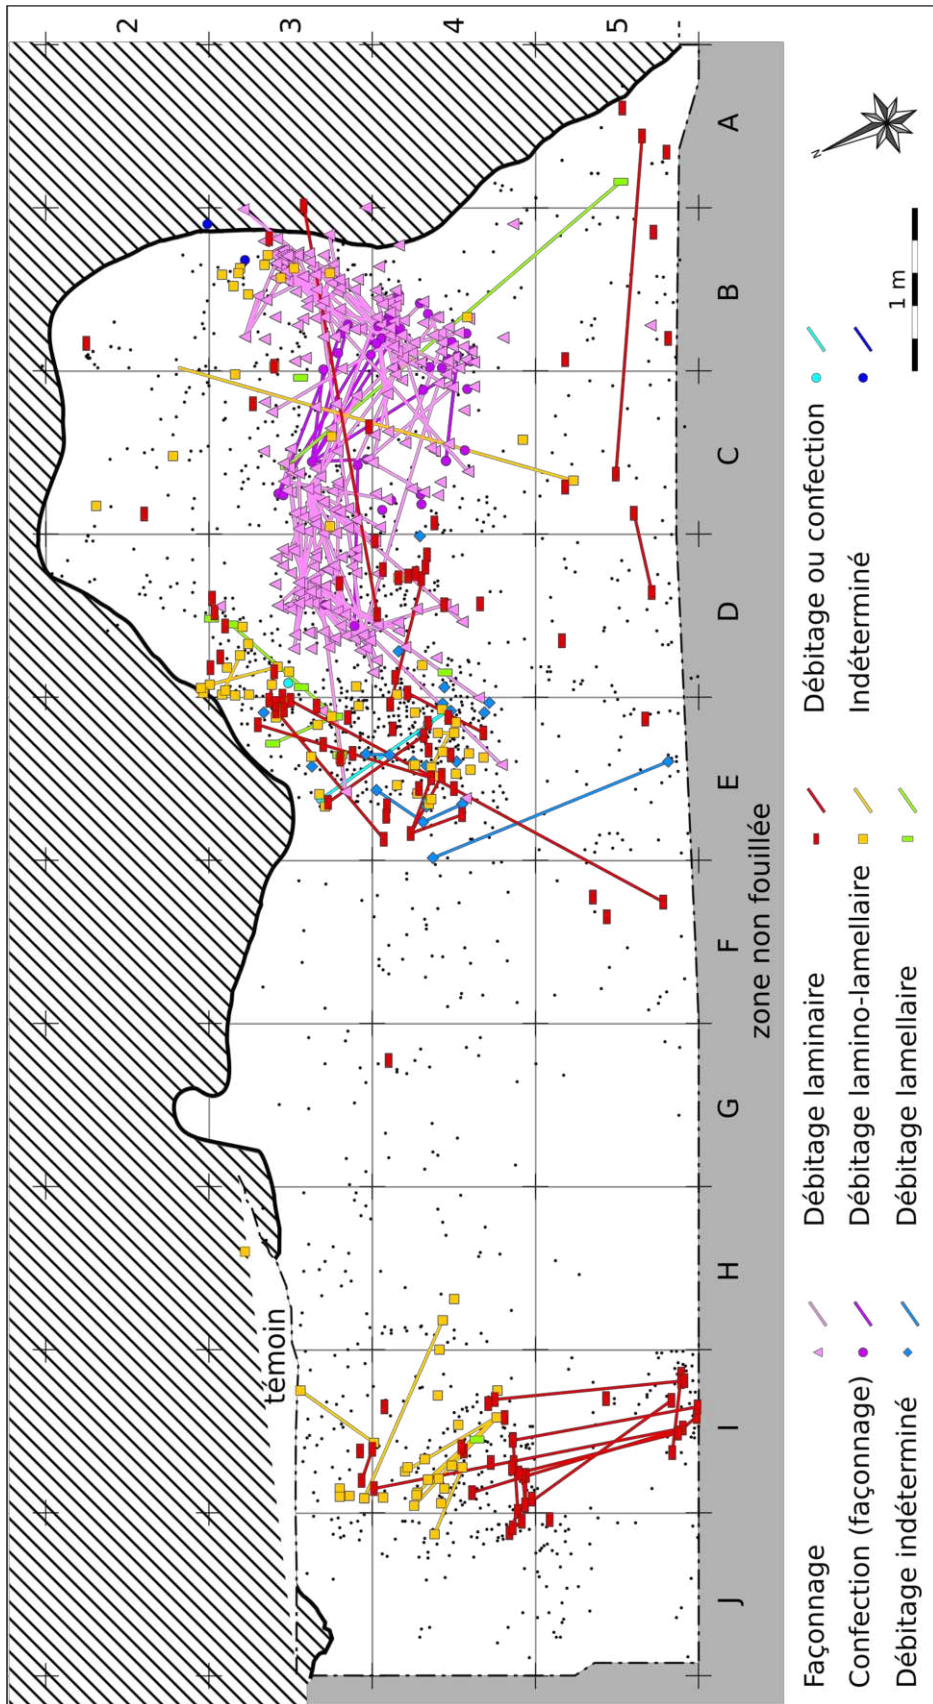 2
3
4
5
A
B
C
D
E
F
G
H
I
J
témoin
zone non fouillée
N
1 m
Façonnage
Confection (façonnage)
Débitage indéterminé
Débitage laminaire
Débitage lamino-lamellaire
Débitage lamellaire
Débitage ou confection
Indéterminé